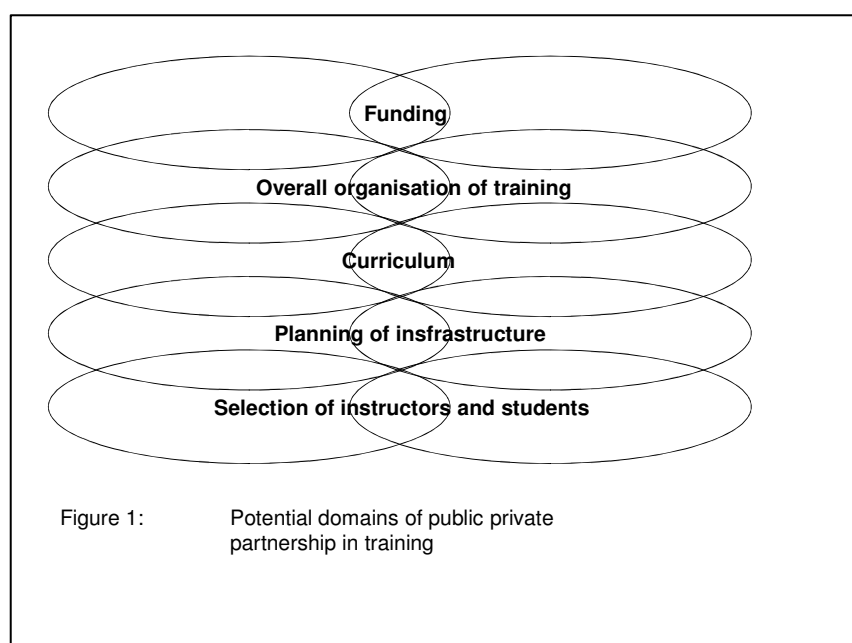 Funding
Overall organisation of training
Curriculum
Planning of insfrastructure
Selection of instructors and students
Figure 1: Potential domains of public private
partnership in training